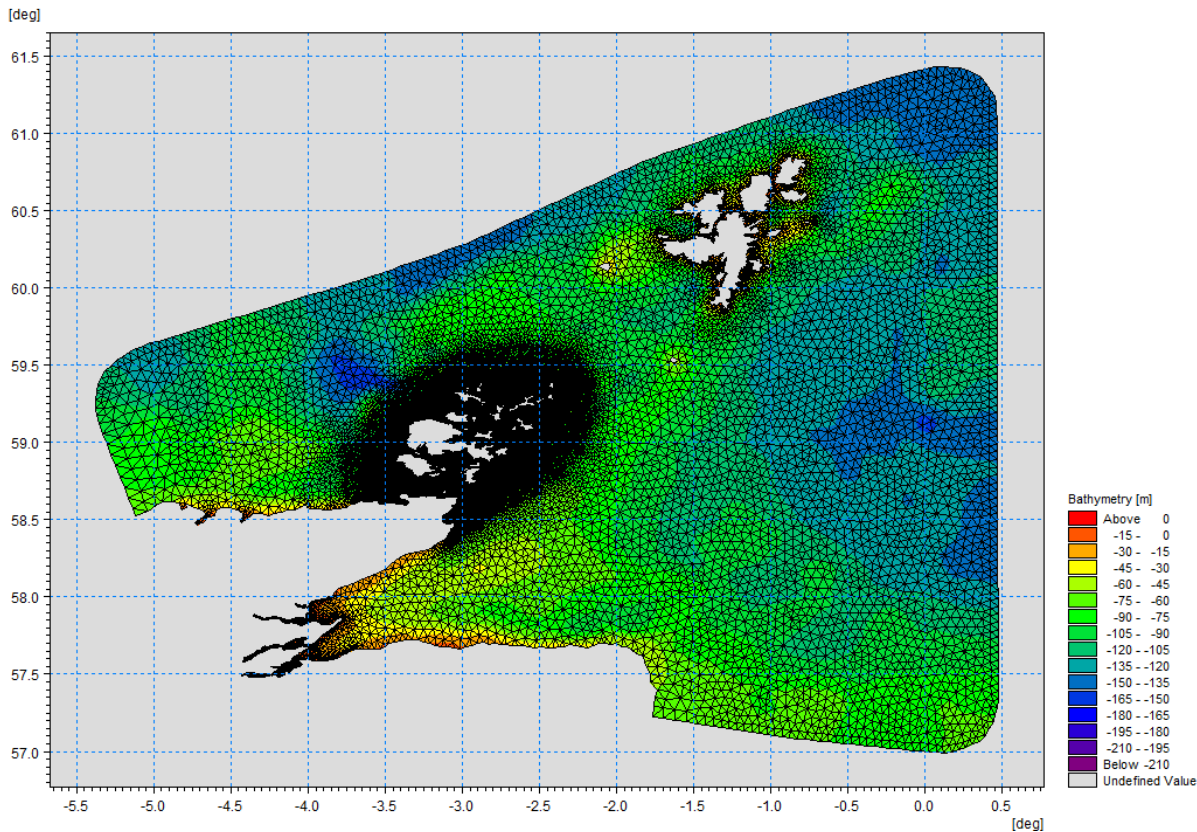 [deg]
61.5
61.0
60.5
60.0
59.5
59.0
58.5
58.0
57.5
57.0
-5.5 -5.0 -4.5 -4.0 -3.5 -3.0 -2.5 -2.0 -1.5 -1.0 -0.5 0.0 0.5
[deg]
Bathymetry [m]
Above 0
-15 - 0
-30 - -15
-45 - -30
-60 - -45
-75 - -60
-90 - -75
-105 - -90
-120 - -105
-135 - -120
-150 - -135
-165 - -150
-180 - -165
-195 - -180
-210 - -195
Below -210
Undefined Value